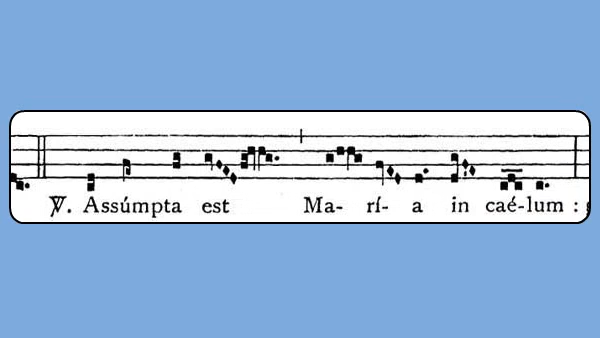 ℣. Assúmpta est Ma- rí- a in caé-lum : g